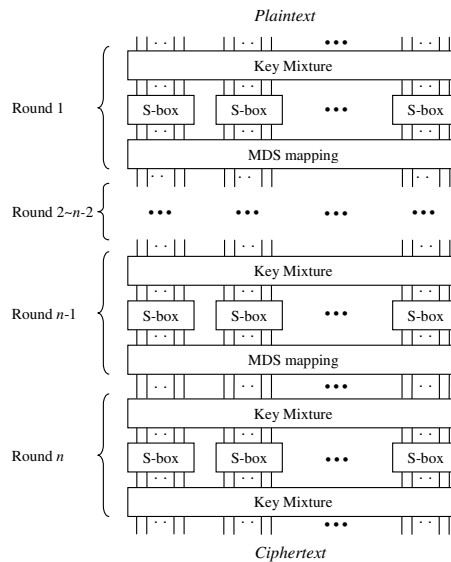 Plaintext
Key Mixture
Round 1
S-box S-box S-box
MDS mapping
Round 2~n-2
Key Mixture
Round n-1
S-box S-box S-box
MDS mapping
Key Mixture
Round n
S-box S-box S-box
Key Mixture
Ciphertext